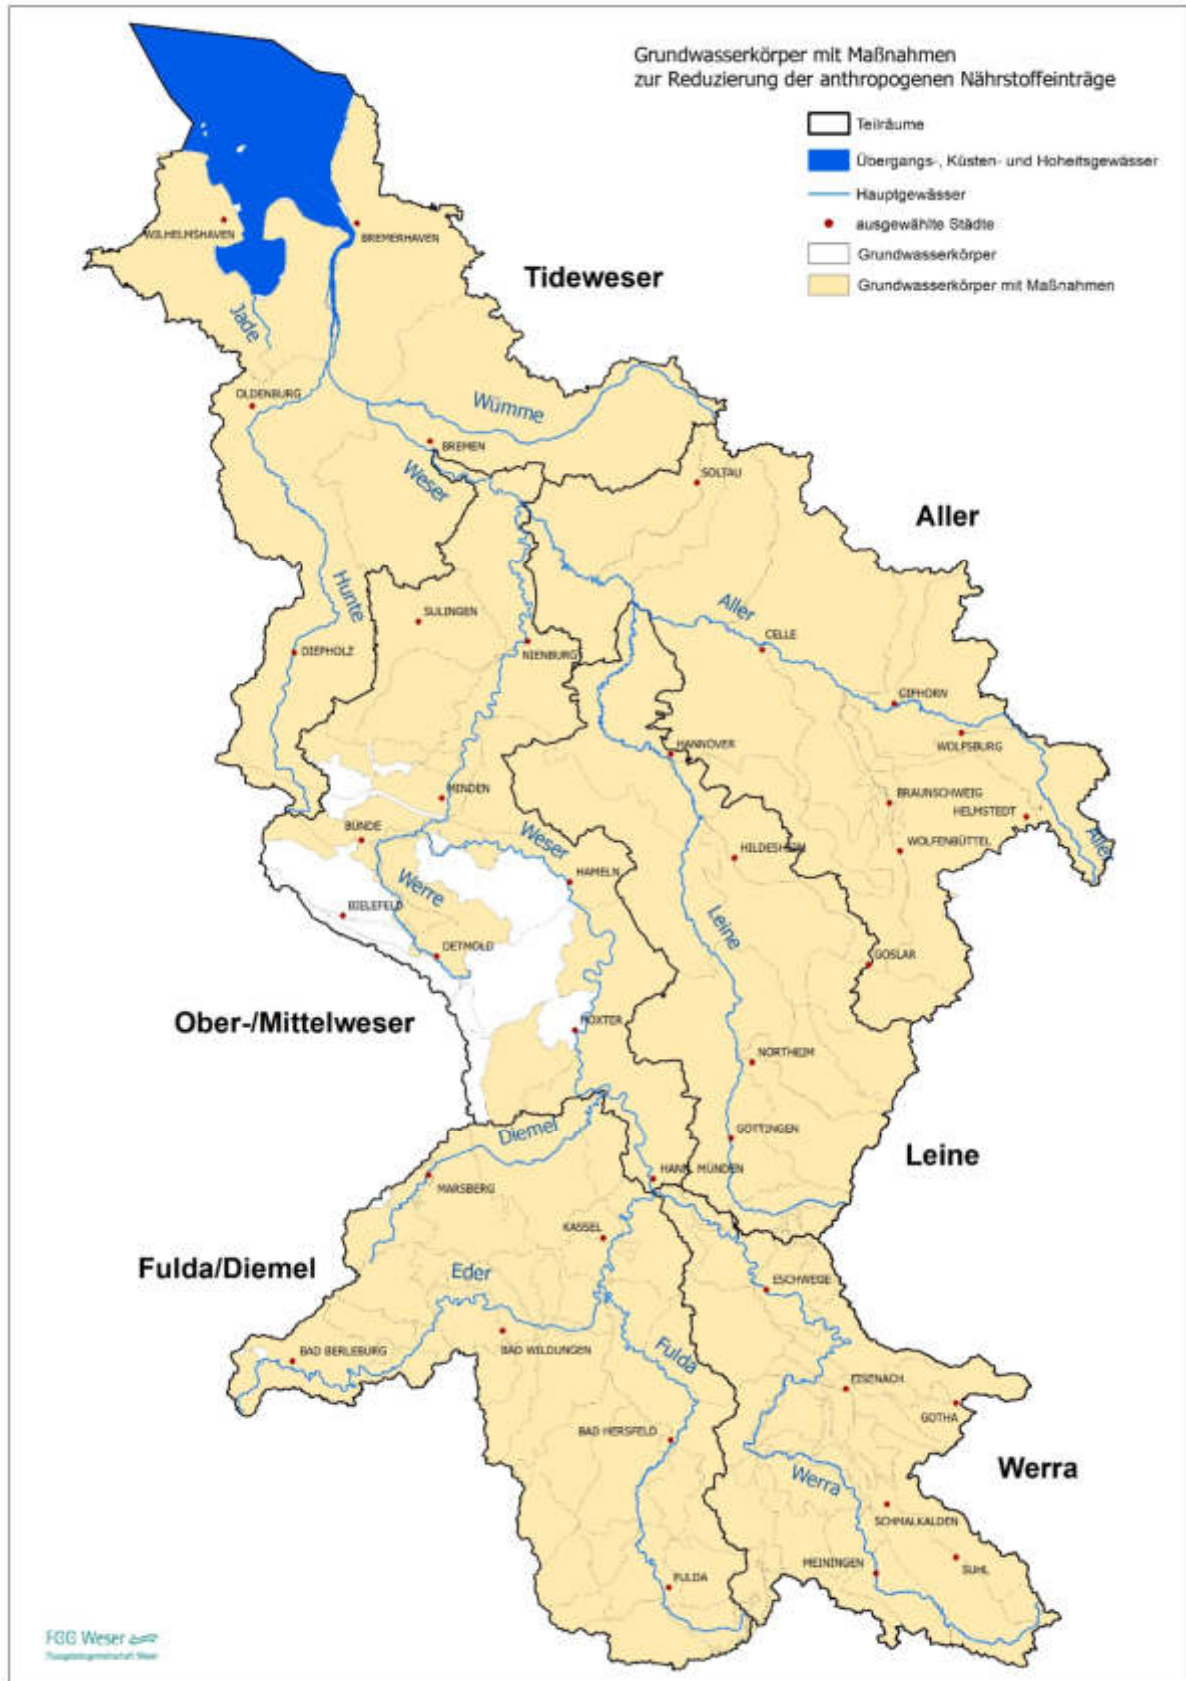 Grundwasserkörper mit Maßnahmen
zur Reduzierung der anthropogenen Nährstoffeinträge
Teilräume
Übergangs-, Küsten- und Hoheitsgewässer
Hauptgewässer
ausgewählte Städte
Grundwasserkörper
Grundwasserkörper mit Maßnahmen
WILHELMSHAVEN
BREMERHAVEN
Tideweser
Jade
OLDENBURG
Wümme
BREMEN
Weser
SOLTAU
Aller
Hunte
SULINGEN
Aller
CELLE
DIEPHOLZ
NIENBURG
GIFHORN
WOLFSBURG
HANNOVER
MINDEN
BRAUNSCHWEIG
HELMSTEDT
BÜNDE
Weser
WOLFENBÜTTEL
Aller
HILDESHEIM
HAMELN
Werre
BIELEFELD
Leine
DETMOLD
GOSLAR
Ober-/Mittelweser
HÖXTER
NORTHEIM
Diemel
GÖTTINGEN
Leine
MARSBERG
HANN. MÜNDEN
KASSEL
Fulda/Diemel
Eder
ESCHWEGE
BAD BERLEBURG
BAD WILDUNGEN
Fulda
EISENACH
GOTHA
BAD HERSFELD
Werra
Werra
SCHMALKALDEN
MEININGEN
SUHL
FULDA
FGG Weser
Flussgebietsgemeinschaft Weser